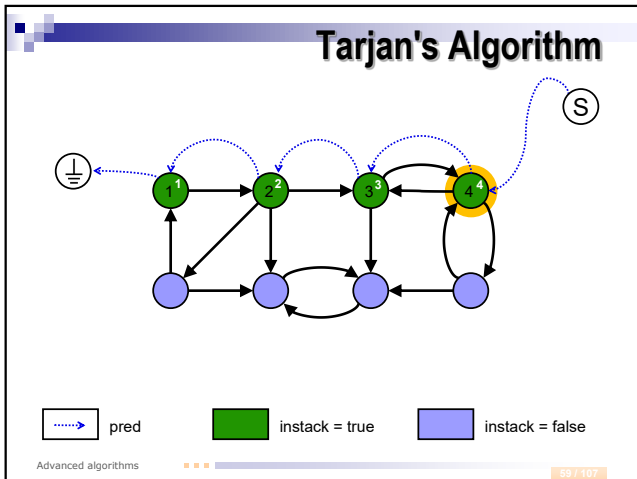 Tarjan's Algorithm
S
⊥
1 1 2 2 3 3 4 4
pred instack = true instack = false
Advanced algorithms
59 / 107